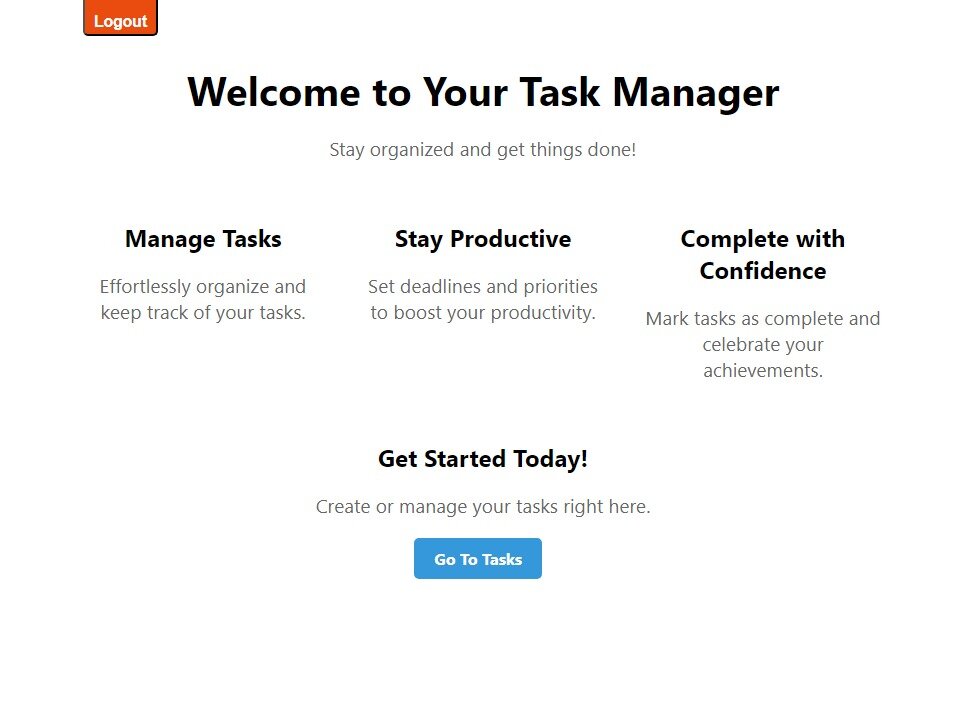 Logout
Welcome to Your Task Manager
Stay organized and get things done!
Manage Tasks
Effortlessly organize and
keep track of your tasks.
Stay Productive
Set deadlines and priorities
to boost your productivity.
Complete with
Confidence
Mark tasks as complete and
celebrate your
achievements.
Get Started Today!
Create or manage your tasks right here.
Go To Tasks